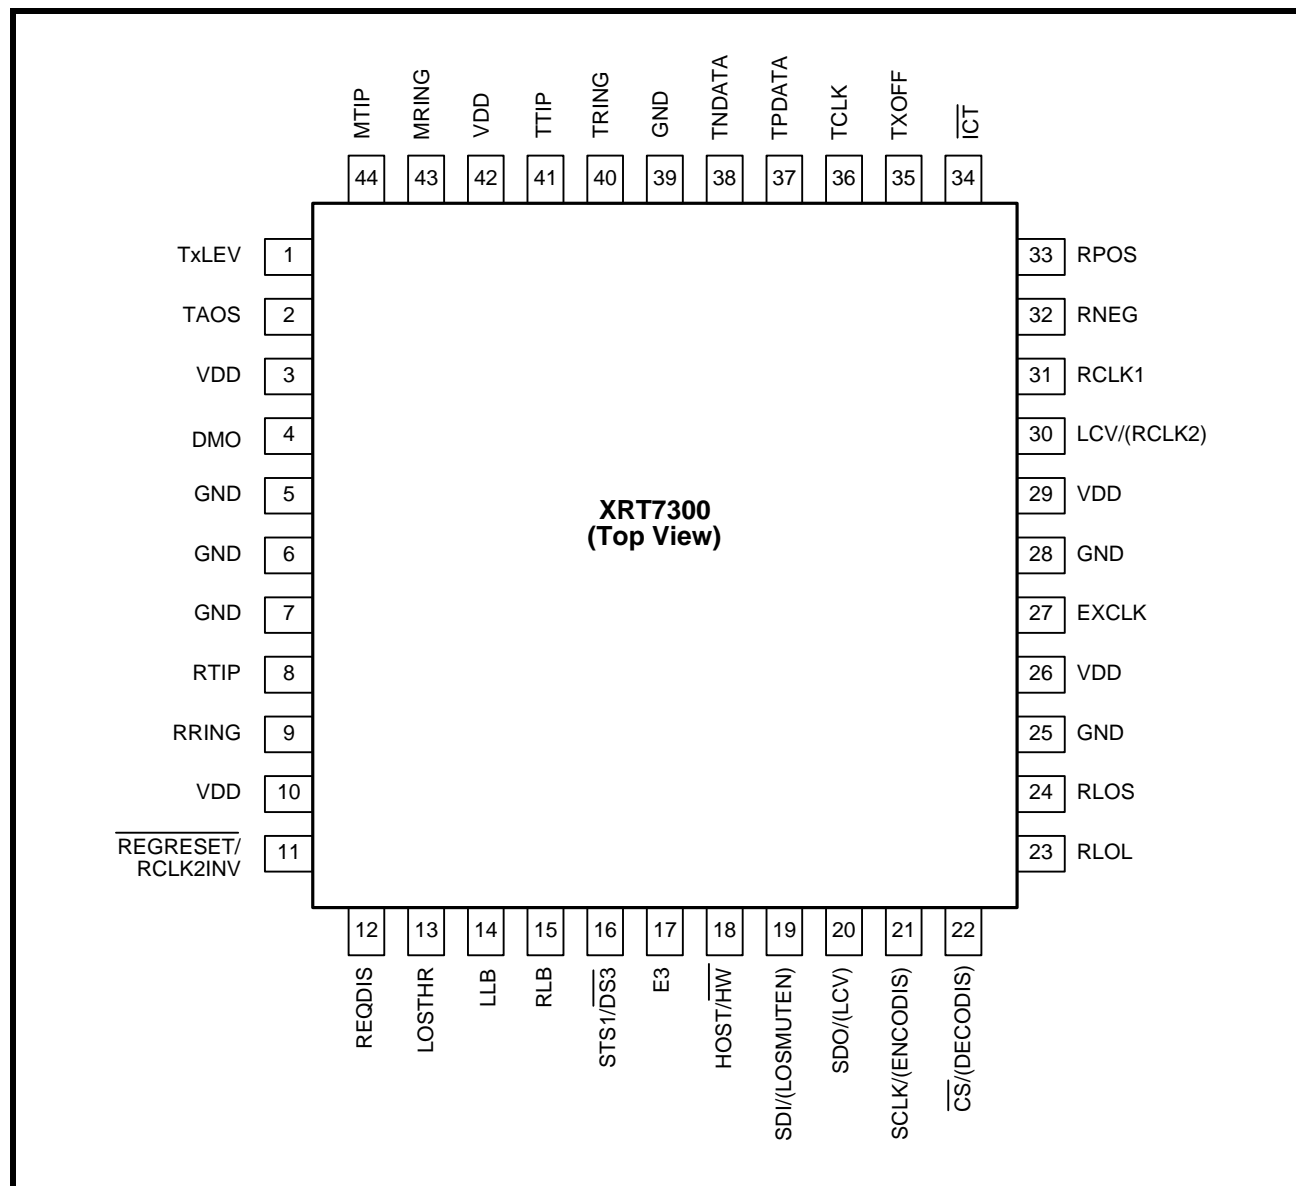 MTIP
MRING
VDD
TTIP
TRING
GND
TNDATA
TPDATA
TCLK
TXOFF
ICT
44
43
42
41
40
39
38
37
36
35
34
TxLEV 1
TAOS 2
VDD 3
DMO 4
GND 5
GND 6
GND 7
RTIP 8
RRING 9
VDD 10
REGRESET/
RCLK2INV 11
XRT7300
(Top View)
33 RPOS
32 RNEG
31 RCLK1
30 LCV/(RCLK2)
29 VDD
28 GND
27 EXCLK
26 VDD
25 GND
24 RLOS
23 RLOL
12
13
14
15
16
17
18
19
20
21
22
REQDIS
LOSTHR
LLB
RLB
STS1/DS3
E3
HOST/HW
SDI/(LOSMUTEN)
SDO/(LCV)
SCLK/(ENCODIS)
CS/(DECODIS)